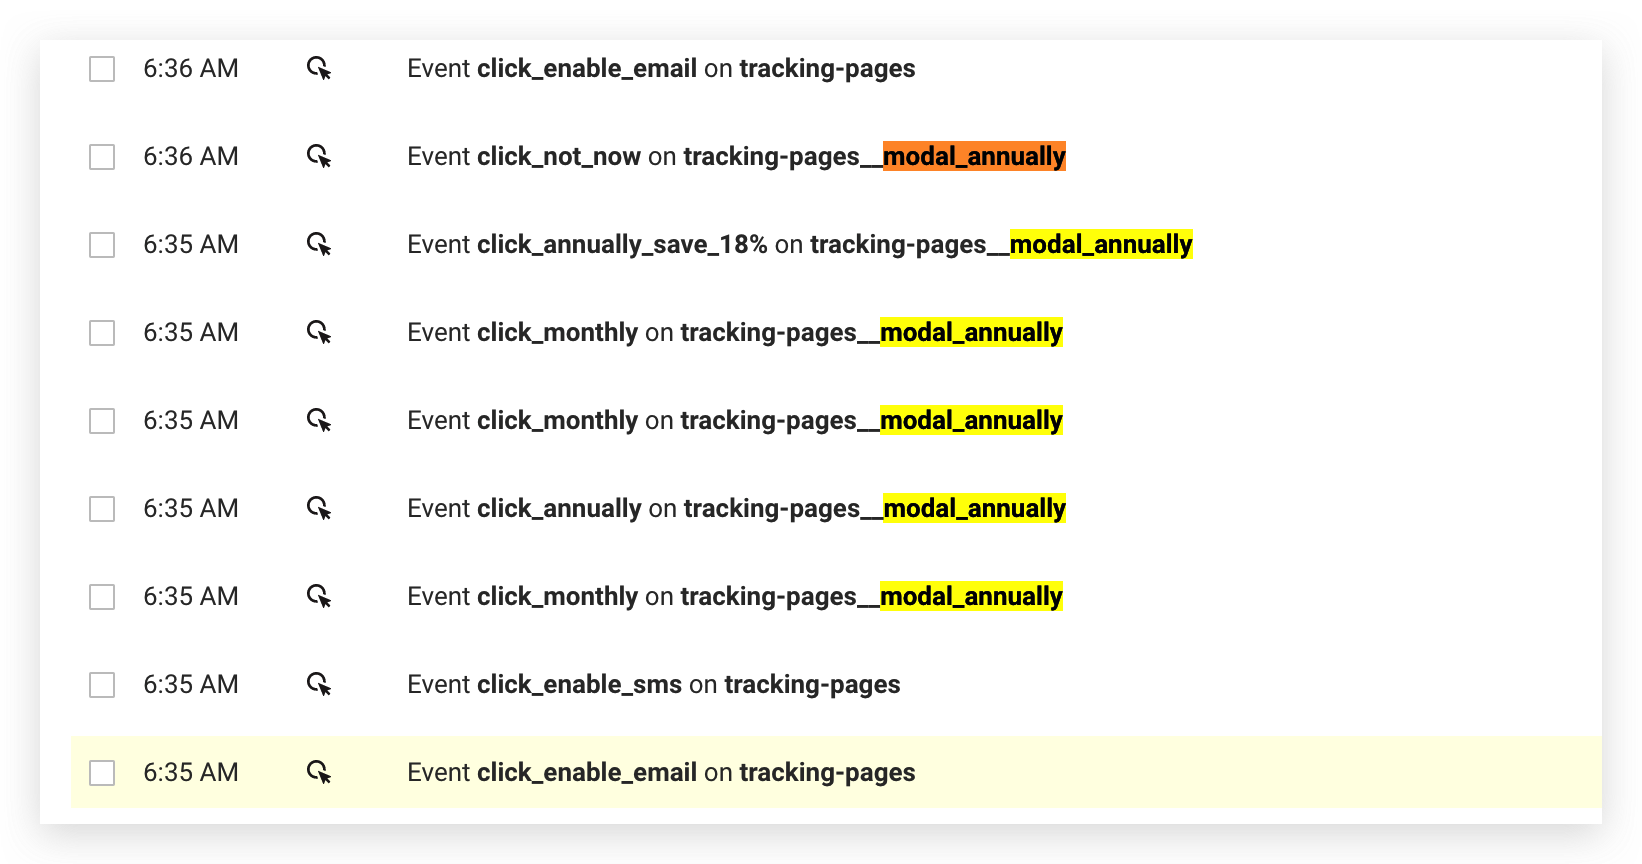 6:36 AM Event click_enable_email on tracking-pages
6:36 AM Event click_not_now on tracking-pages__modal_annually
6:35 AM Event click_annually_save_18% on tracking-pages__modal_annually
6:35 AM Event click_monthly on tracking-pages__modal_annually
6:35 AM Event click_monthly on tracking-pages__modal_annually
6:35 AM Event click_annually on tracking-pages__modal_annually
6:35 AM Event click_monthly on tracking-pages__modal_annually
6:35 AM Event click_enable_sms on tracking-pages
6:35 AM Event click_enable_email on tracking-pages